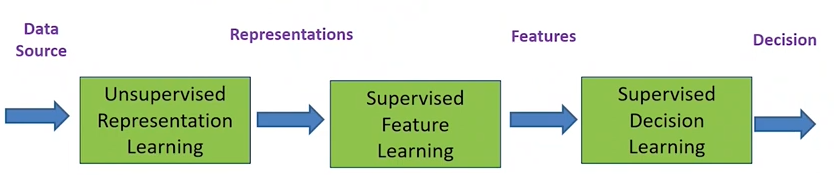 Data
Source
Representations
Features
Decision
Unsupervised
Representation
Learning
Supervised
Feature
Learning
Supervised
Decision
Learning